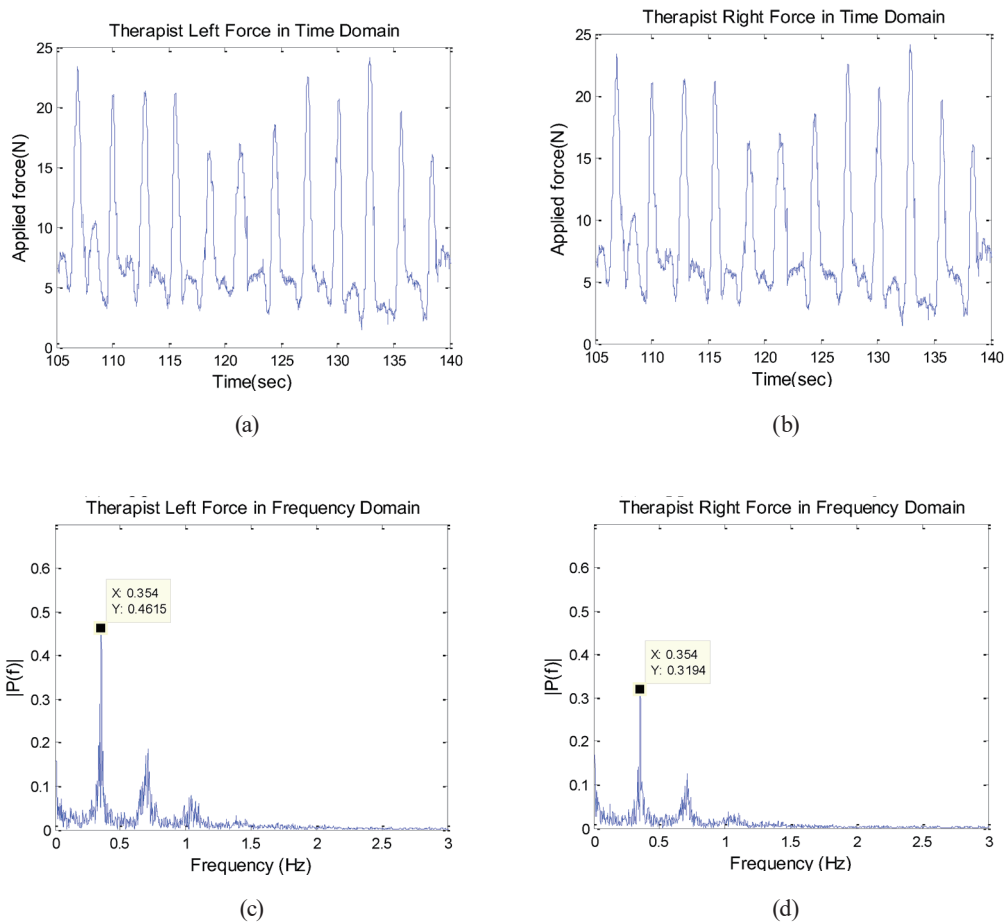 Therapist Left Force in Time Domain
Applied force(N)
25
20
15
10
5
0
105 110 115 120 125 130 135 140
Time(sec)
(a)
Therapist Right Force in Time Domain
Applied force(N)
25
20
15
10
5
0
105 110 115 120 125 130 135 140
Time(sec)
(b)
Therapist Left Force in Frequency Domain
|P(f)|
0.6
0.5
0.4
0.3
0.2
0.1
0
X: 0.354
Y: 0.4615
0 0.5 1 1.5 2 2.5 3
Frequency (Hz)
(c)
Therapist Right Force in Frequency Domain
|P(f)|
0.6
0.5
0.4
0.3
0.2
0.1
0
X: 0.354
Y: 0.3194
0 0.5 1 1.5 2 2.5 3
Frequency (Hz)
(d)